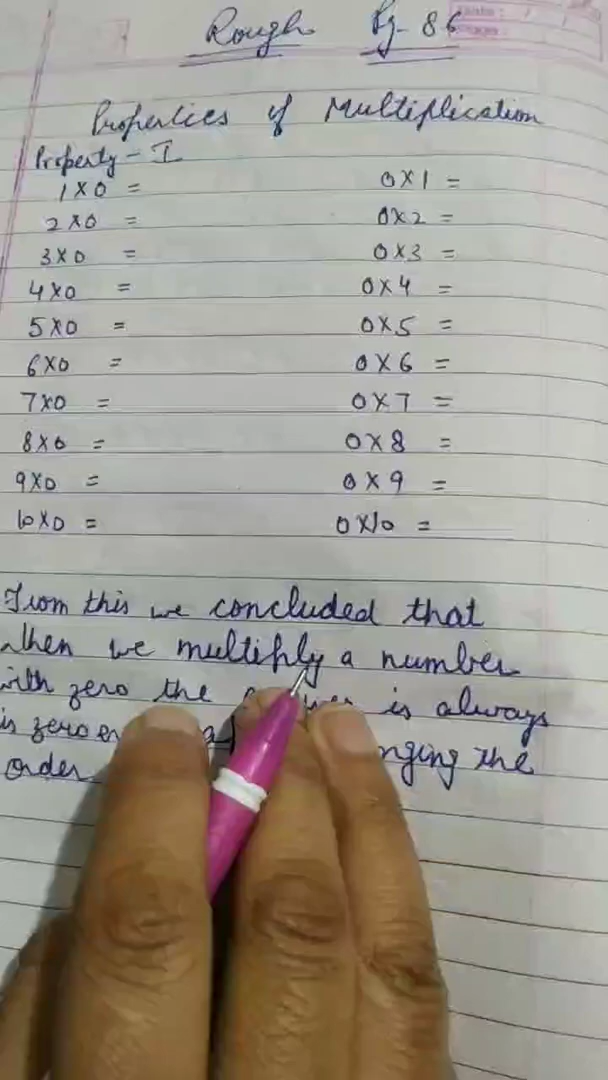 Rough Pg- 86
Properties of Multiplication
Property - I
1 X 0 = 0 X 1 =
2 X 0 = 0 X 2 =
3 X 0 = 0 X 3 =
4 X 0 = 0 X 4 =
5 X 0 = 0 X 5 =
6 X 0 = 0 X 6 =
7 X 0 = 0 X 7 =
8 X 0 = 0 X 8 =
9 X 0 = 0 X 9 =
10 X 0 = 0 X 10 =
From this we concluded that
when we multiply a number
with zero the is always
is zero the
order